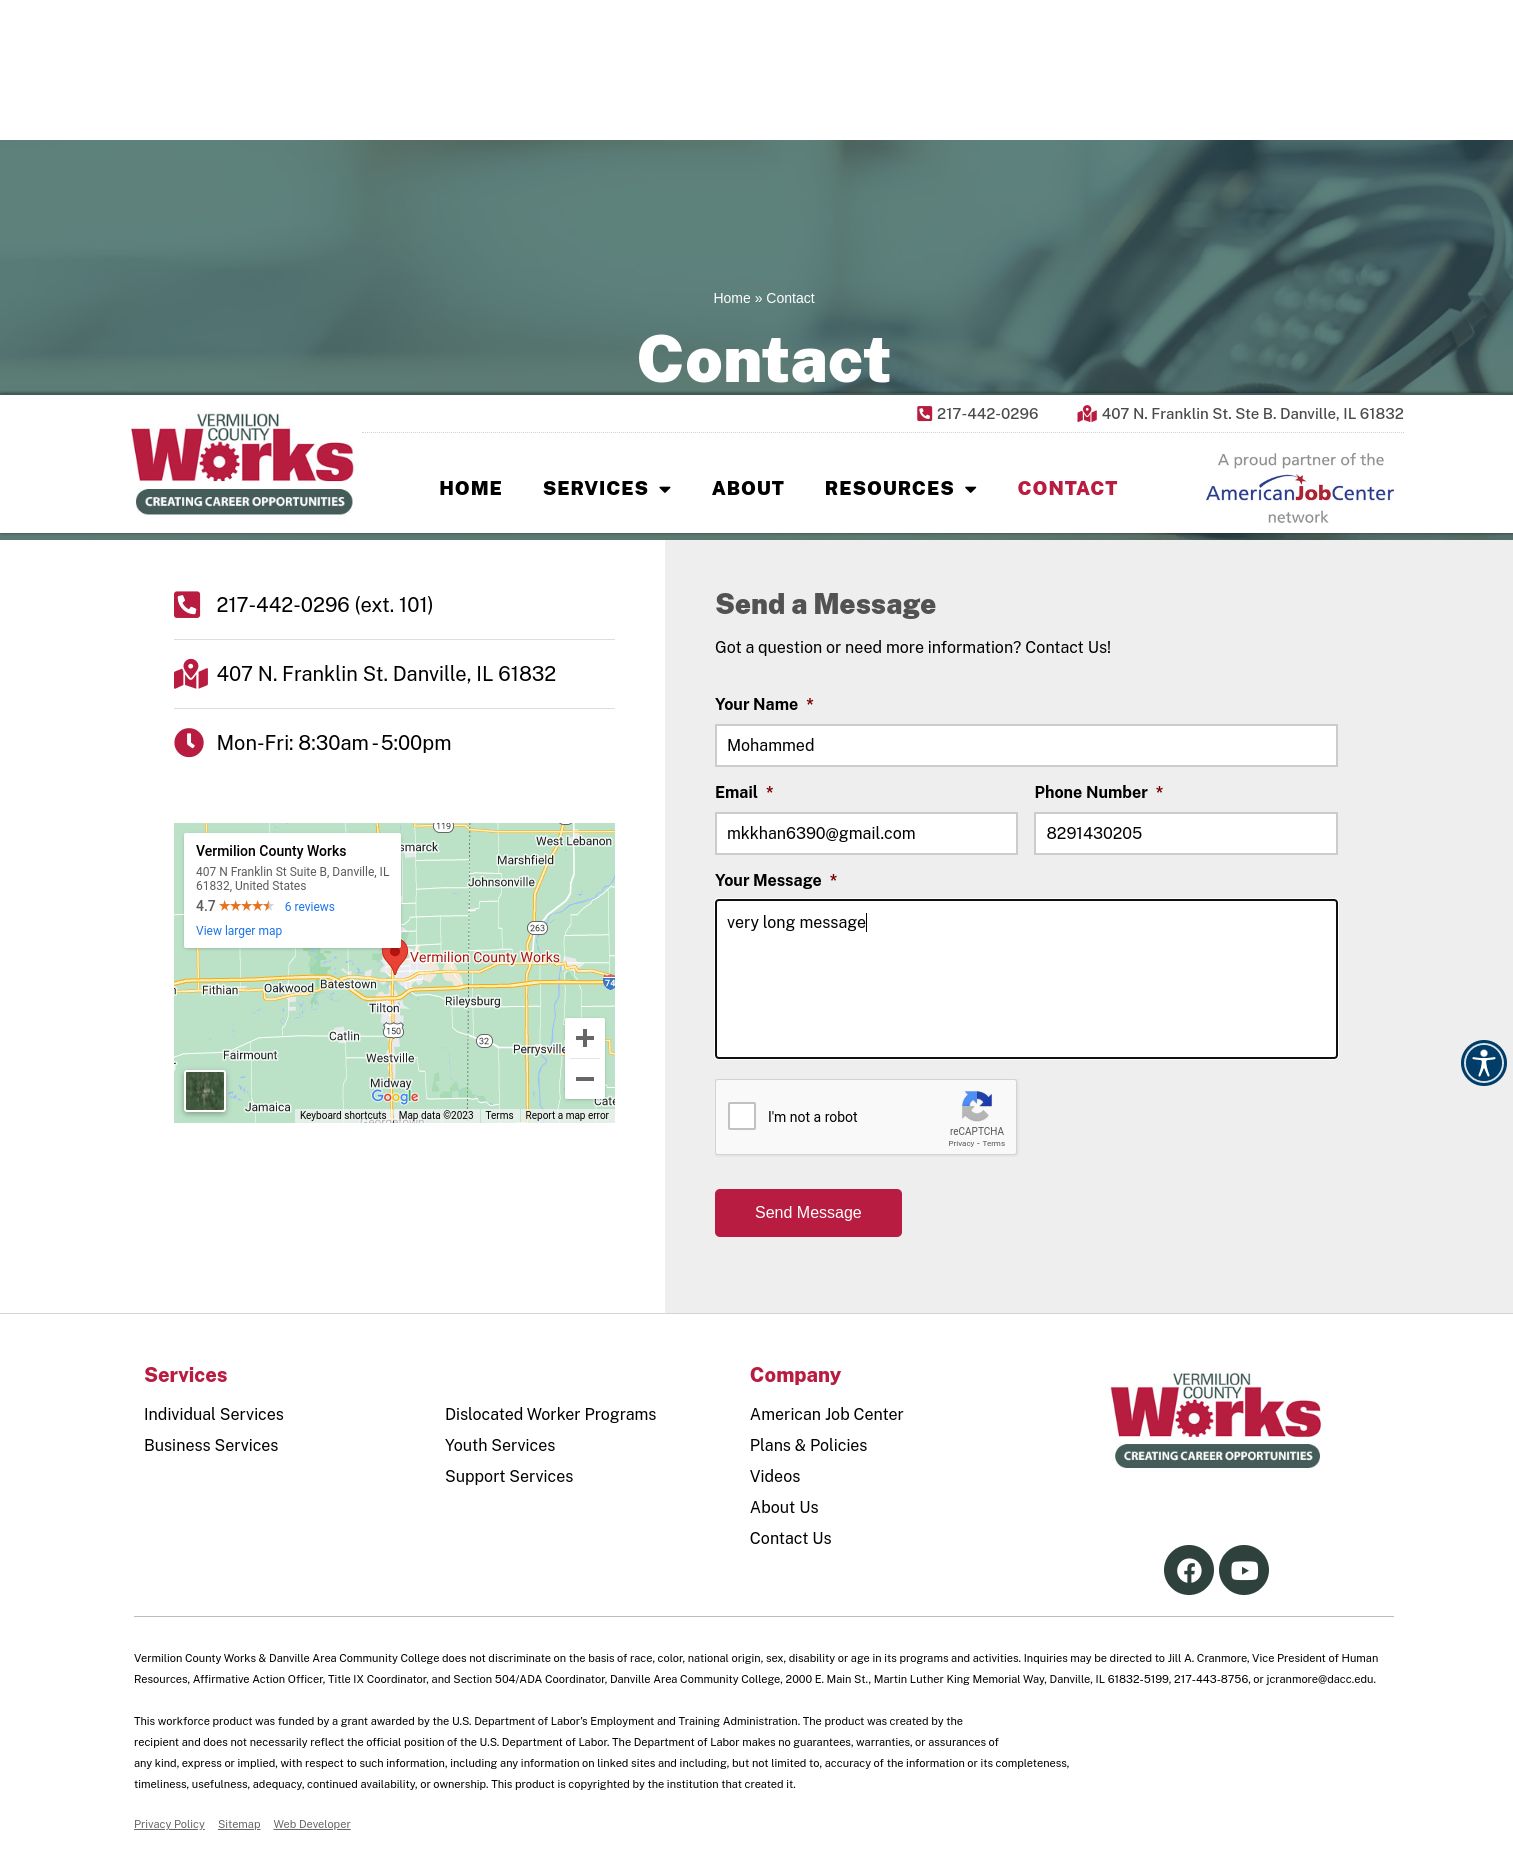 Home » Contact
Contact
217-442-0296
407 N. Franklin St. Ste B. Danville, IL 61832
VERMILION
COUNTY
Works
CREATING CAREER OPPORTUNITIES
HOME
SERVICES
ABOUT
RESOURCES
CONTACT
A proud partner of the
AmericanJobCenter
network
217-442-0296 (ext. 101)
407 N. Franklin St. Danville, IL 61832
Mon-Fri: 8:30am - 5:00pm
Vermilion County Works
407 N Franklin St Suite B, Danville, IL
61832, United States
4.7
6 reviews
View larger map
119
smarck
West Lebanon
Marshfield
Johnsonville
263
Vermilion County Works
Fithian
Oakwood
Batestown
74
Tilton
Rileysburg
150
Catlin
32
Perrysville
Fairmount
Westville
Midway
Google
Jamaica
Cate
Keyboard shortcuts
Map data ©2023
Terms
Report a map error
Send a Message
Got a question or need more information? Contact Us!
Your Name *
Mohammed
Email *
Phone Number *
mkkhan6390@gmail.com
8291430205
Your Message *
very long message
I'm not a robot
reCAPTCHA
Privacy - Terms
Send Message
Services
Individual Services
Business Services
Dislocated Worker Programs
Youth Services
Support Services
Company
American Job Center
Plans & Policies
Videos
About Us
Contact Us
VERMILION
COUNTY
Works
CREATING CAREER OPPORTUNITIES
Vermilion County Works & Danville Area Community College does not discriminate on the basis of race, color, national origin, sex, disability or age in its programs and activities. Inquiries may be directed to Jill A. Cranmore, Vice President of Human
Resources, Affirmative Action Officer, Title IX Coordinator, and Section 504/ADA Coordinator, Danville Area Community College, 2000 E. Main St., Martin Luther King Memorial Way, Danville, IL 61832-5199, 217-443-8756, or jcranmore@dacc.edu.
This workforce product was funded by a grant awarded by the U.S. Department of Labor's Employment and Training Administration. The product was created by the
recipient and does not necessarily reflect the official position of the U.S. Department of Labor. The Department of Labor makes no guarantees, warranties, or assurances of
any kind, express or implied, with respect to such information, including any information on linked sites and including, but not limited to, accuracy of the information or its completeness,
timeliness, usefulness, adequacy, continued availability, or ownership. This product is copyrighted by the institution that created it.
Privacy Policy
Sitemap
Web Developer